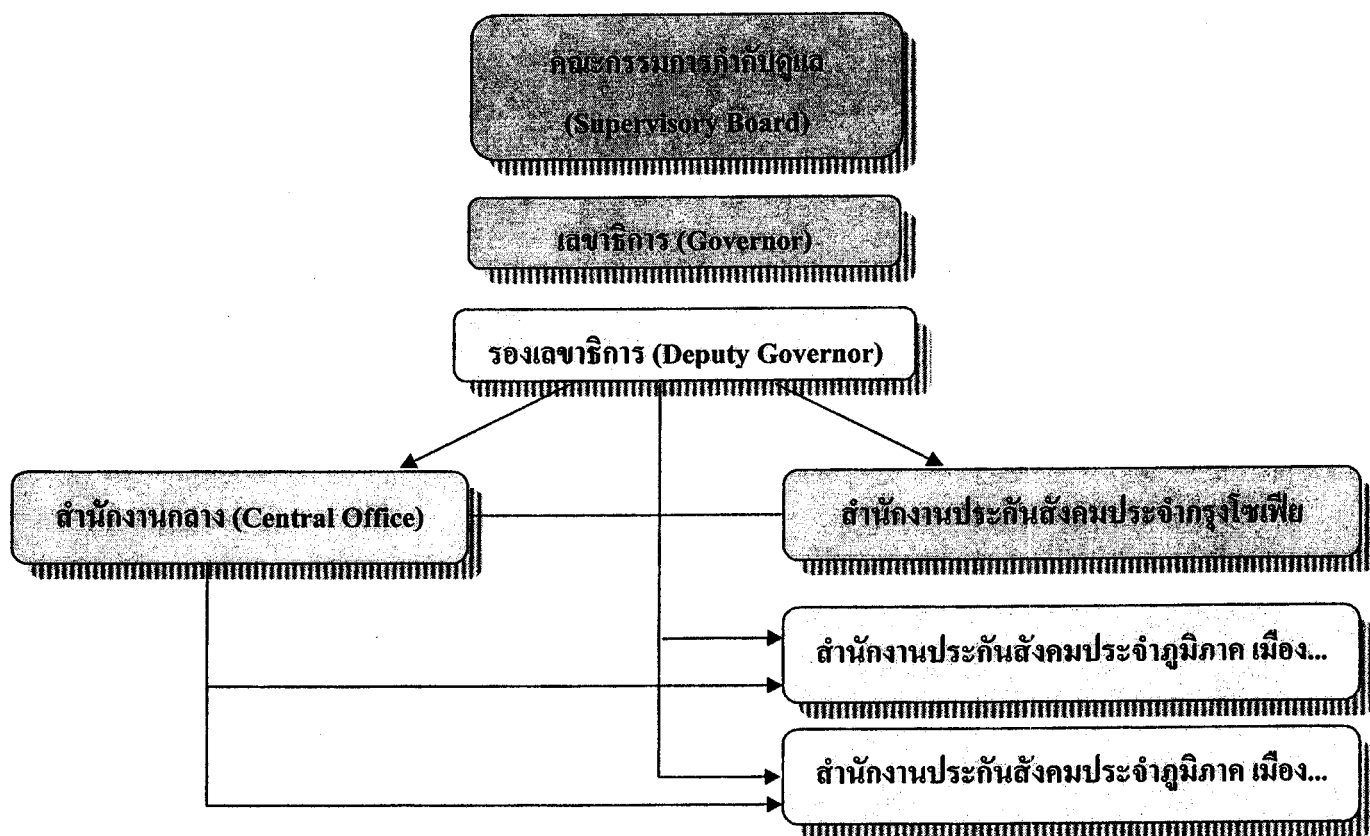 คณะกรรมการกำกับดูแล
(Supervisory Board)
เลขาธิการ (Governor)
รองเลขาธิการ (Deputy Governor)
สำนักงานกลาง (Central Office)
สำนักงานประกันสังคมประจำกรุงโซเฟีย
สำนักงานประกันสังคมประจำภูมิภาค เมือง...
สำนักงานประกันสังคมประจำภูมิภาค เมือง...